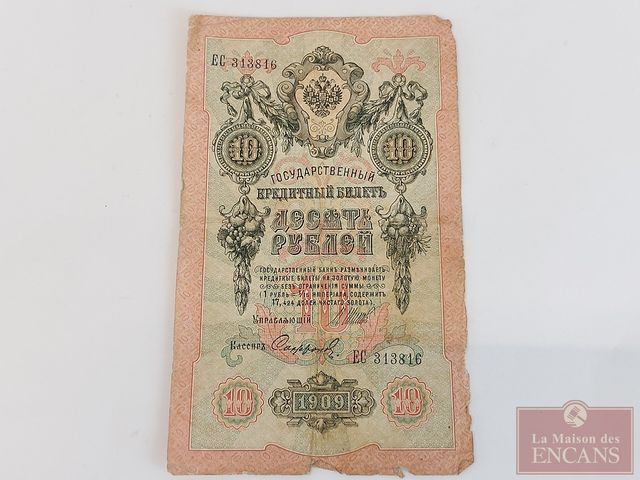 ЕС 313816
10 10
ГОСУДАРСТВЕННЫЙ
КРЕДИТНЫЙ БИЛЕТЪ
ДЕСЯТЬ
РУБЛЕЙ
ГОСУДАРСТВЕННЫЙ БАНКЪ РАЗМѢНИВАЕТЪ
КРЕДИТНЫЕ БИЛЕТЫ НА ЗОЛОТУЮ МОНЕТУ
БЕЗЪ ОГРАНИЧЕНІЯ СУММЫ
(1 РУБЛЬ = 1/15 ИМПЕРІАЛА, СОДЕРЖИТЪ
17,424 ДОЛЕЙ ЧИСТАГО ЗОЛОТА).
10
УПРАВЛЯЮЩІЙ
КАССИРЪ
ЕС 313816
10 1909 10
La Maison des
ENCANS